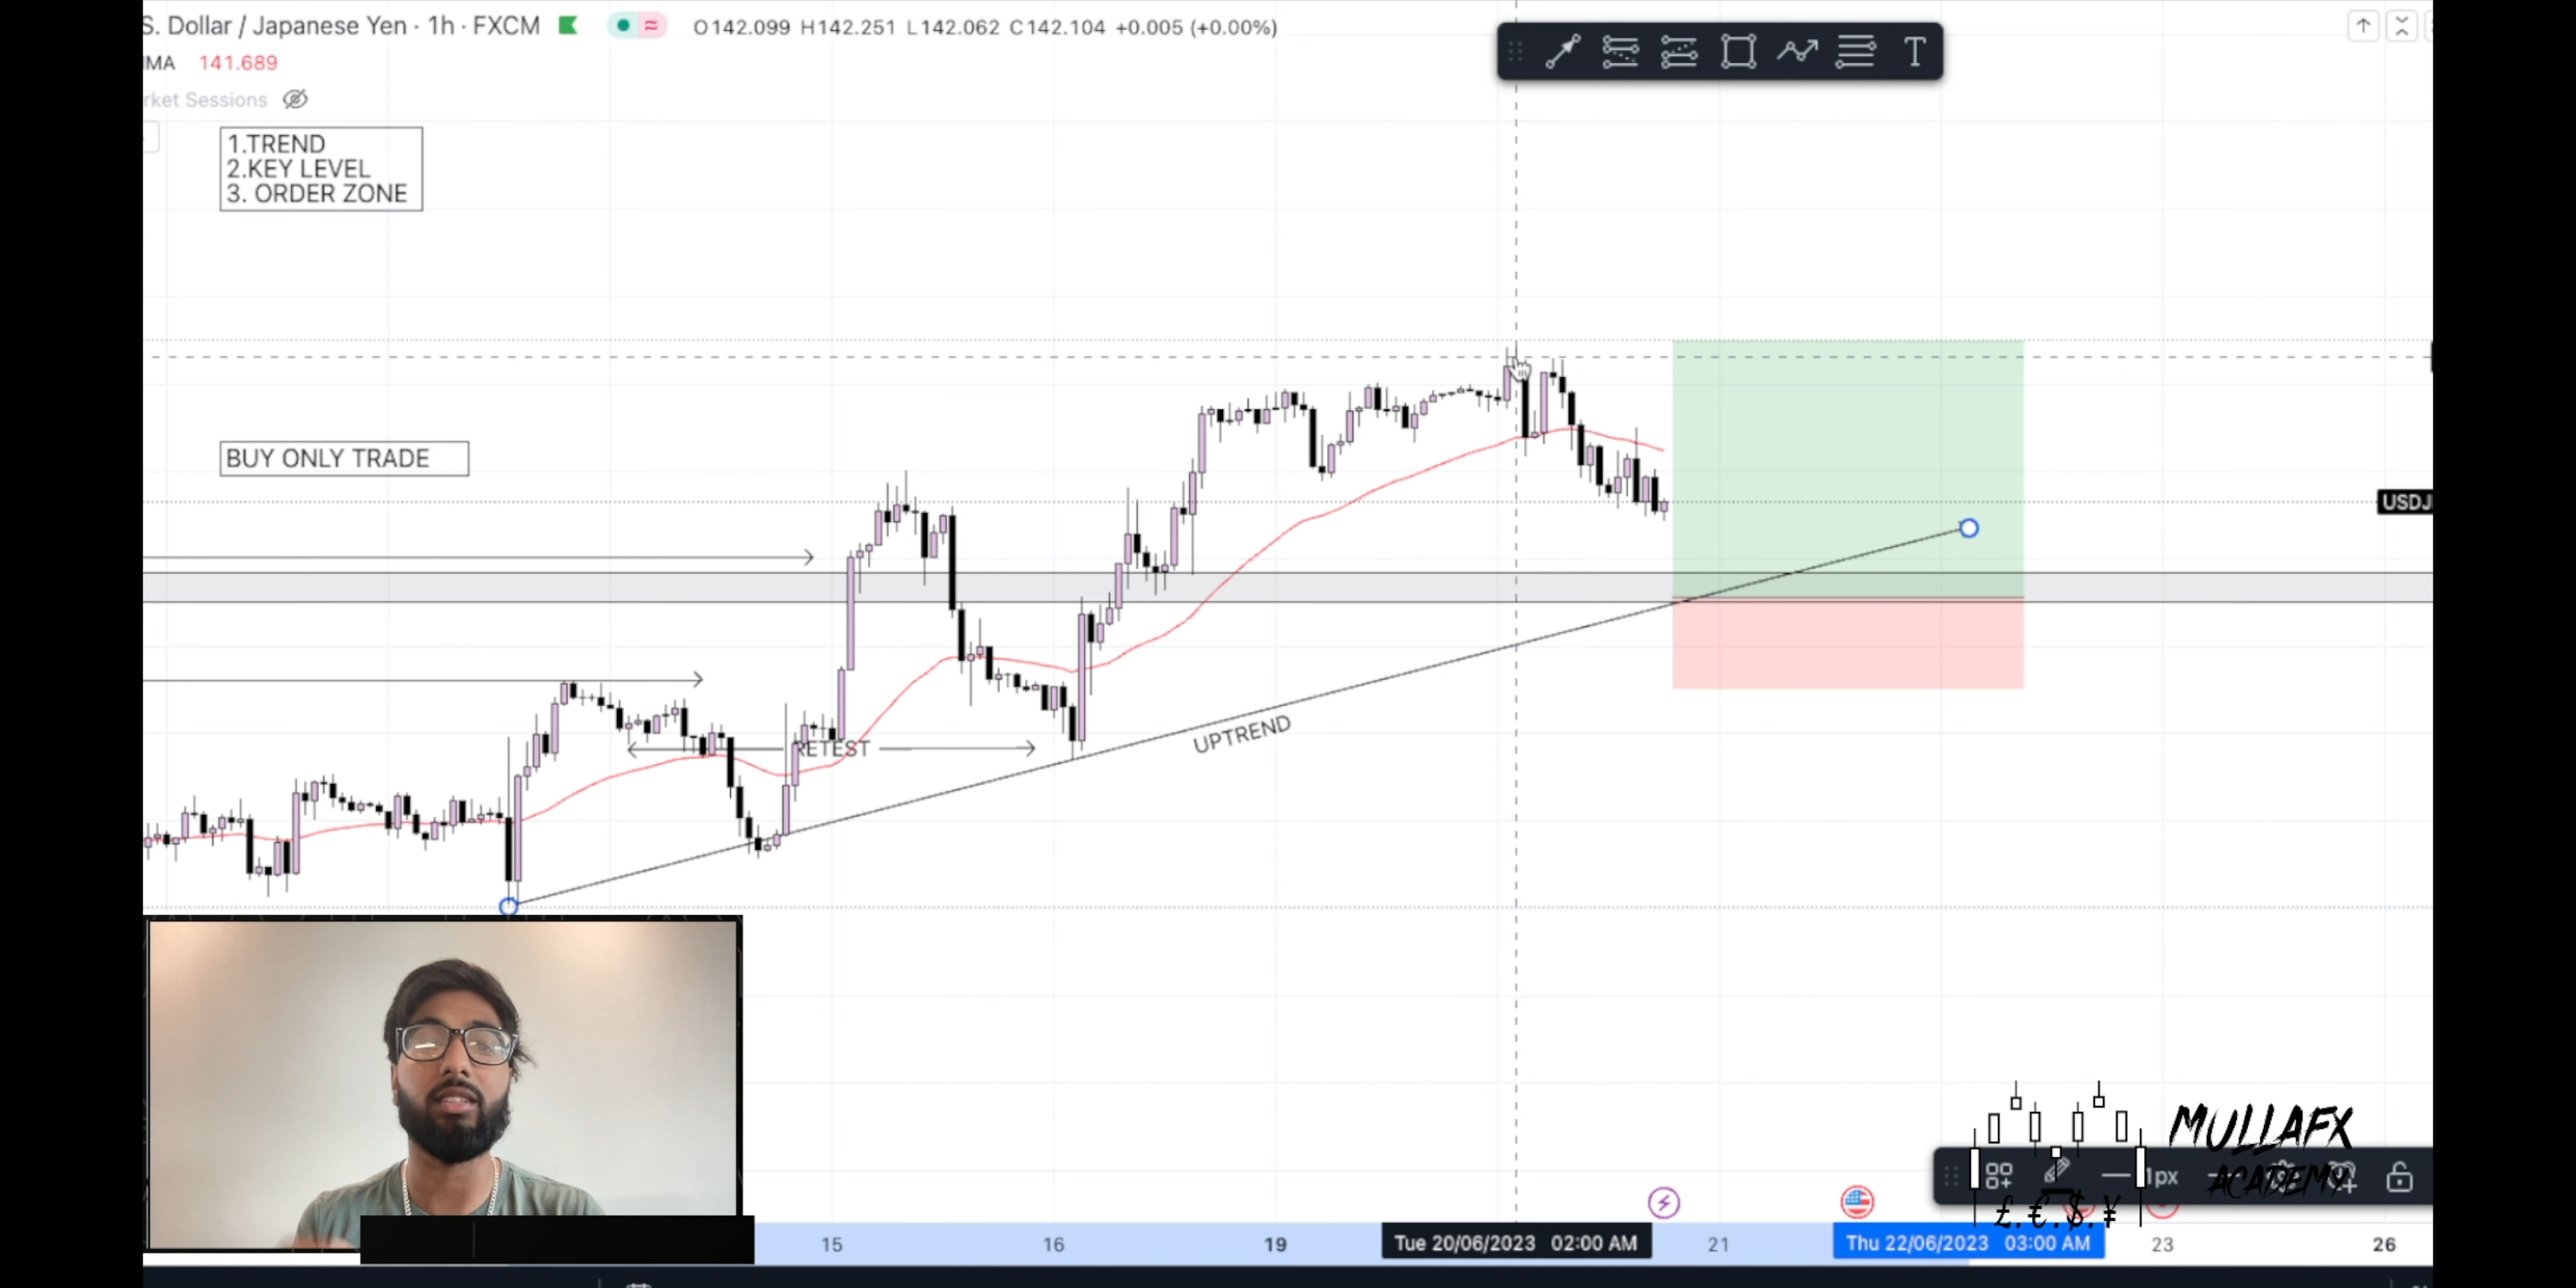 S. Dollar / Japanese Yen · 1h · FXCM O142.099 H142.251 L142.062 C142.104 +0.005 (+0.00%)
MA 141.689
rket Sessions
1.TREND
2.KEY LEVEL
3. ORDER ZONE
BUY ONLY TRADE
USDJ
RETEST
UPTREND
MULLAFX
ACADEMY
1px
£.€.$.¥
15 16 19 Tue 20/06/2023 02:00 AM 21 Thu 22/06/2023 03:00 AM 23 26